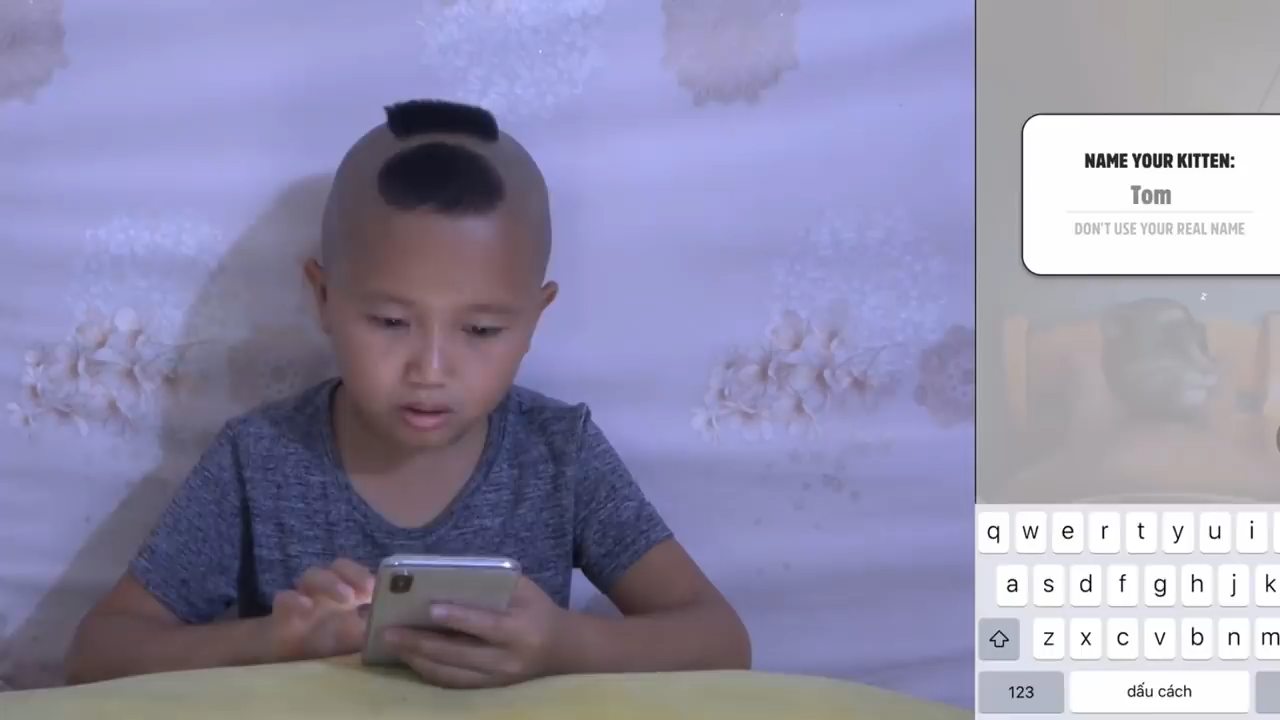 NAME YOUR KITTEN:
Tom
DON'T USE YOUR REAL NAME
z
q w e r t y u i
a s d f g h j k
z x c v b n m
123 dấu cách